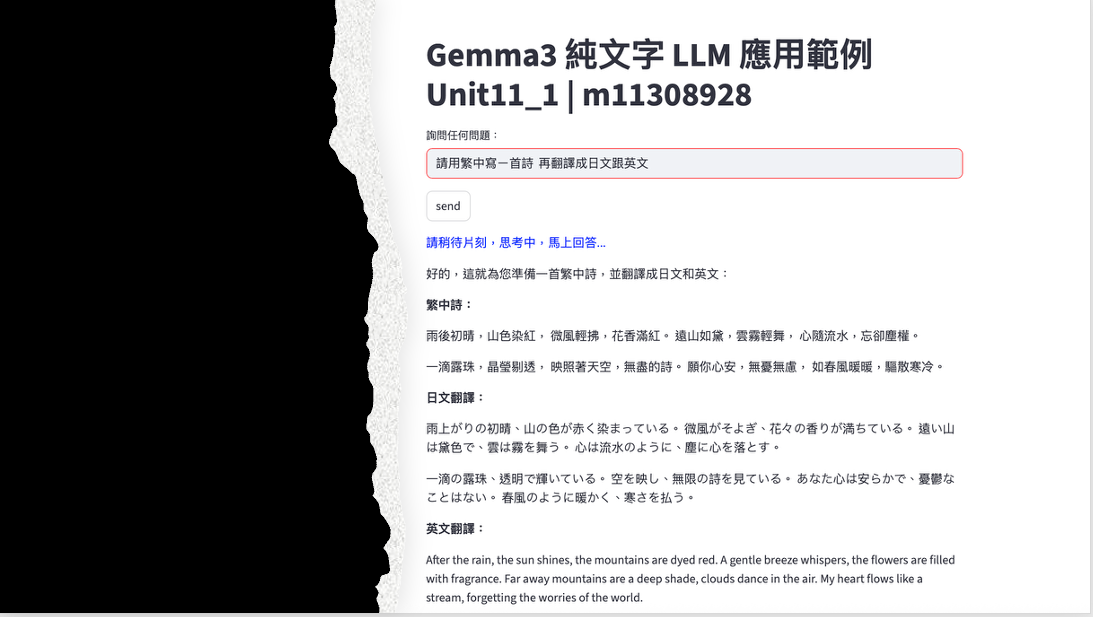 Gemma3 純文字 LLM 應用範例
Unit11_1 | m11308928
詢問任何問題：
請用繁中寫一首詩 再翻譯成日文跟英文
send
請稍待片刻，思考中，馬上回答...
好的，這就為您準備一首繁中詩，並翻譯成日文和英文：
繁中詩：
雨後初晴，山色染紅， 微風輕拂，花香滿紅。 遠山如黛，雲霧輕舞， 心隨流水，忘卻塵權。
一滴露珠，晶瑩剔透， 映照著天空，無盡的詩。 願你心安，無憂無慮， 如春風暖暖，驅散寒冷。
日文翻譯：
雨上がりの初晴、山の色が赤く染まっている。 微風がそよぎ、花々の香りが満ちている。 遠い山
は黛色で、雲は霧を舞う。 心は流水のように、塵に心を落とす。
一滴の露珠、透明で輝いている。 空を映し、無限の詩を見ている。 あなた心は安らかで、憂鬱な
ことはない。 春風のように暖かく、寒さを払う。
英文翻譯：
After the rain, the sun shines, the mountains are dyed red. A gentle breeze whispers, the flowers are filled
with fragrance. Far away mountains are a deep shade, clouds dance in the air. My heart flows like a
stream, forgetting the worries of the world.